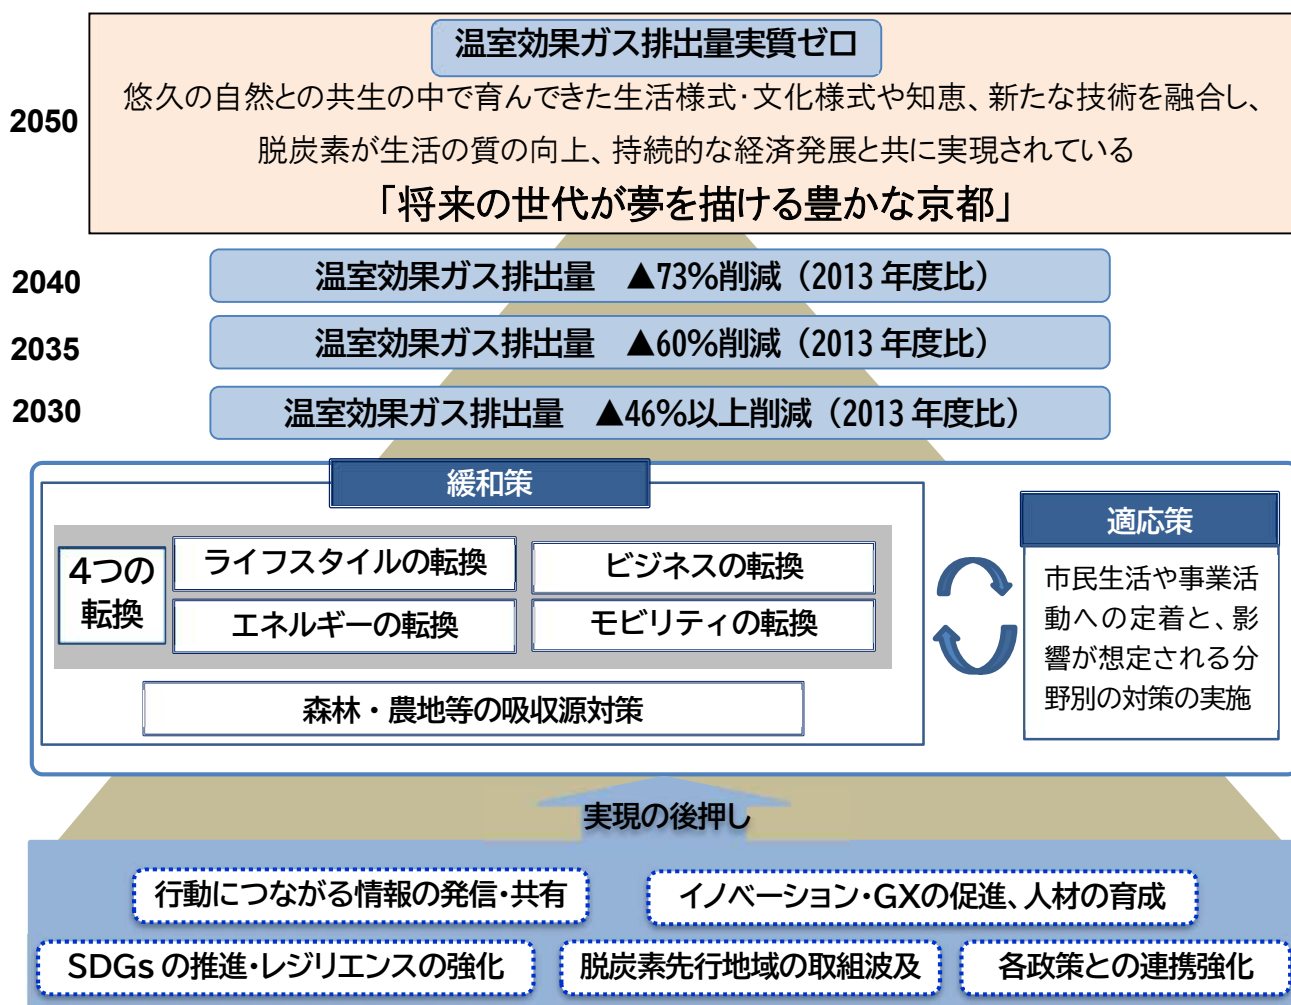 温室効果ガス排出量実質ゼロ
2050
悠久の自然との共生の中で育んできた生活様式・文化様式や知恵、新たな技術を融合し、
脱炭素が生活の質の向上、持続的な経済発展と共に実現されている
「将来の世代が夢を描ける豊かな京都」
2040
温室効果ガス排出量　▲73%削減（2013 年度比）
2035
温室効果ガス排出量　▲60%削減（2013 年度比）
2030
温室効果ガス排出量　▲46%以上削減（2013 年度比）
緩和策
4つの
転換
ライフスタイルの転換
ビジネスの転換
エネルギーの転換
モビリティの転換
森林・農地等の吸収源対策
適応策
市民生活や事業活
動への定着と、影
響が想定される分
野別の対策の実施
実現の後押し
行動につながる情報の発信・共有
イノベーション・GXの促進、人材の育成
SDGs の推進・レジリエンスの強化
脱炭素先行地域の取組波及
各政策との連携強化